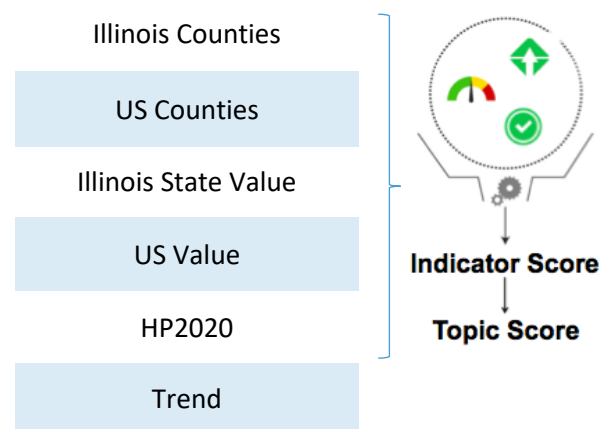 Illinois Counties
US Counties
Illinois State Value
US Value
HP2020
Trend
Indicator Score
Topic Score